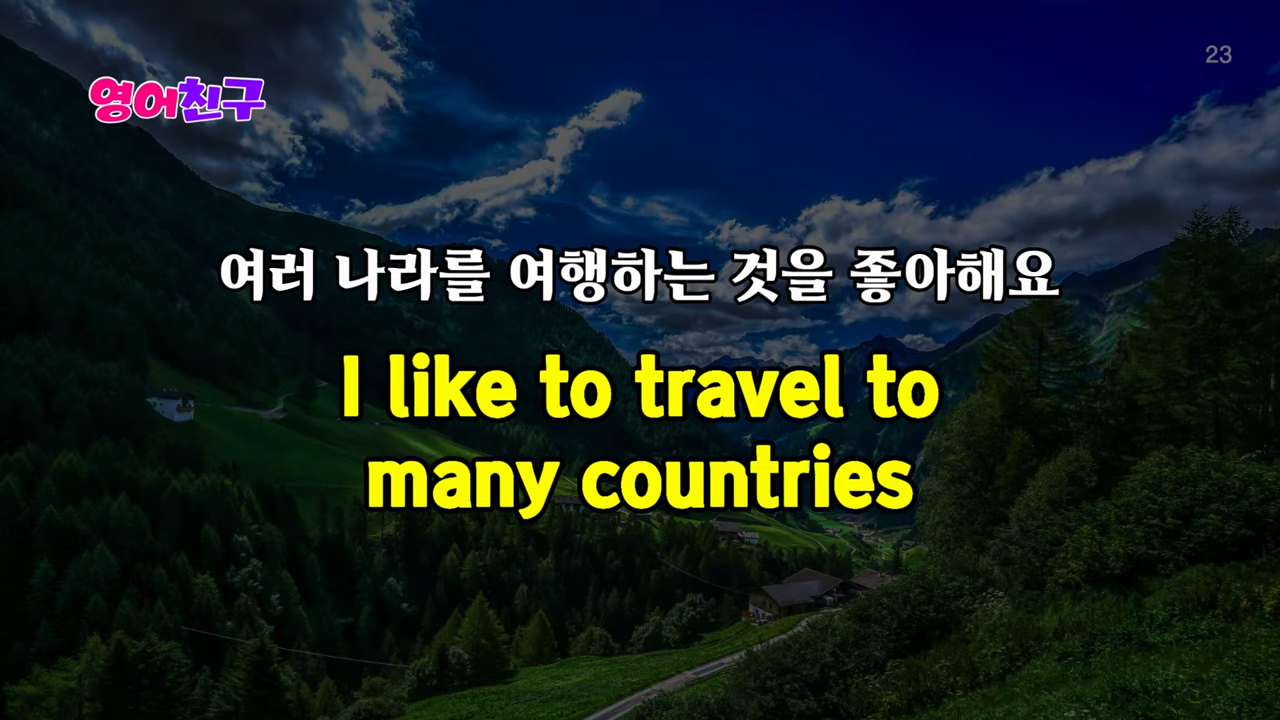 23
영어친구
여러 나라를 여행하는 것을 좋아해요
I like to travel to
many countries